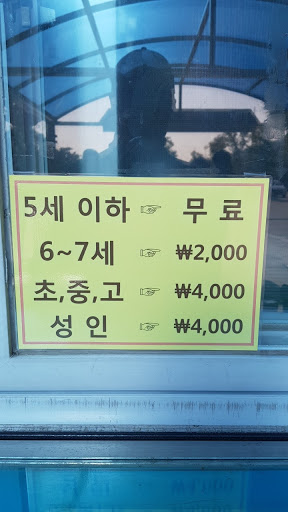 5세 이하 ☞ 무 료
6~7세 ☞ ₩2,000
초,중,고 ☞ ₩4,000
성 인 ☞ ₩4,000